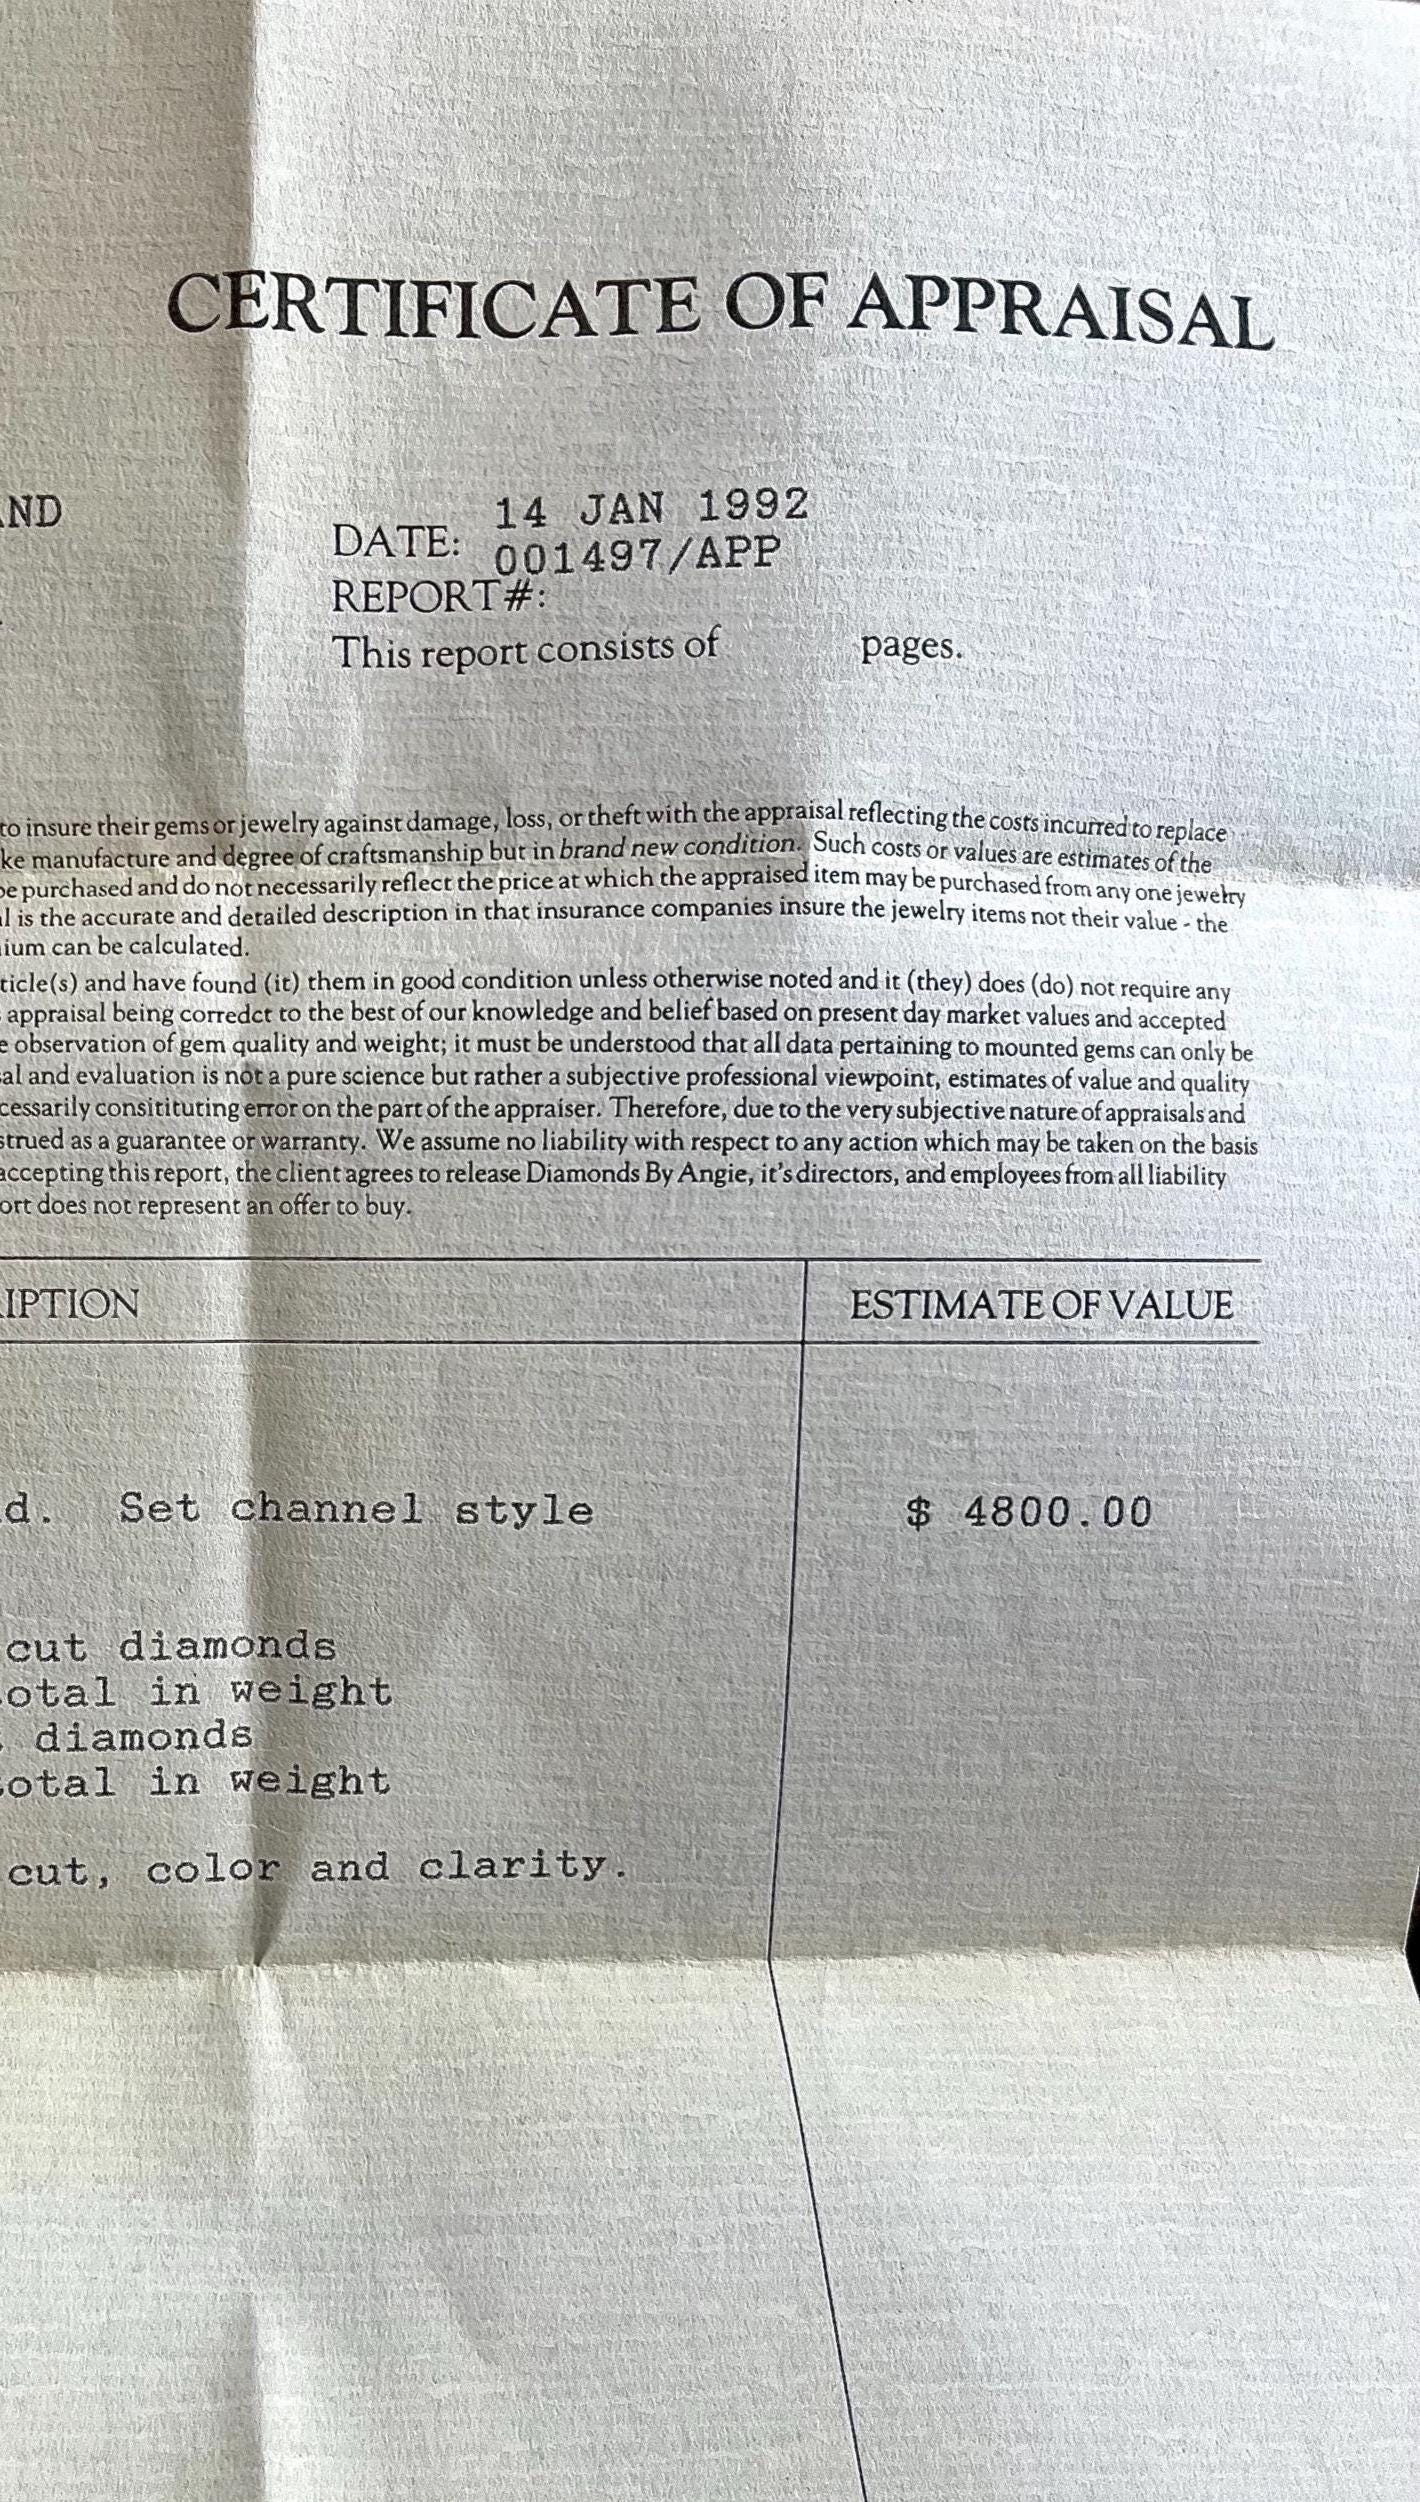 CERTIFICATE OF APPRAISAL
ND
DATE: 14 JAN 1992
001497/APP
REPORT#:
This report consists of pages.
to insure their gems or jewelry against damage, loss, or theft with the appraisal reflecting the costs incurred to replace
ke manufacture and degree of craftsmanship but in brand new condition. Such costs or values are estimates of the
be purchased and do not necessarily reflect the price at which the appraised item may be purchased from any one jewelry
l is the accurate and detailed description in that insurance companies insure the jewelry items not their value - the
ium can be calculated.
ticle(s) and have found (it) them in good condition unless otherwise noted and it (they) does (do) not require any
appraisal being corredct to the best of our knowledge and belief based on present day market values and accepted
e observation of gem quality and weight; it must be understood that all data pertaining to mounted gems can only be
al and evaluation is not a pure science but rather a subjective professional viewpoint, estimates of value and quality
cessarily consitituting error on the part of the appraiser. Therefore, due to the very subjective nature of appraisals and
strued as a guarantee or warranty. We assume no liability with respect to any action which may be taken on the basis
accepting this report, the client agrees to release Diamonds By Angie, it's directors, and employees from all liability
ort does not represent an offer to buy.
IPTION ESTIMATE OF VALUE
d. Set channel style $ 4800.00
cut diamonds
otal in weight
diamonds
total in weight
cut, color and clarity.